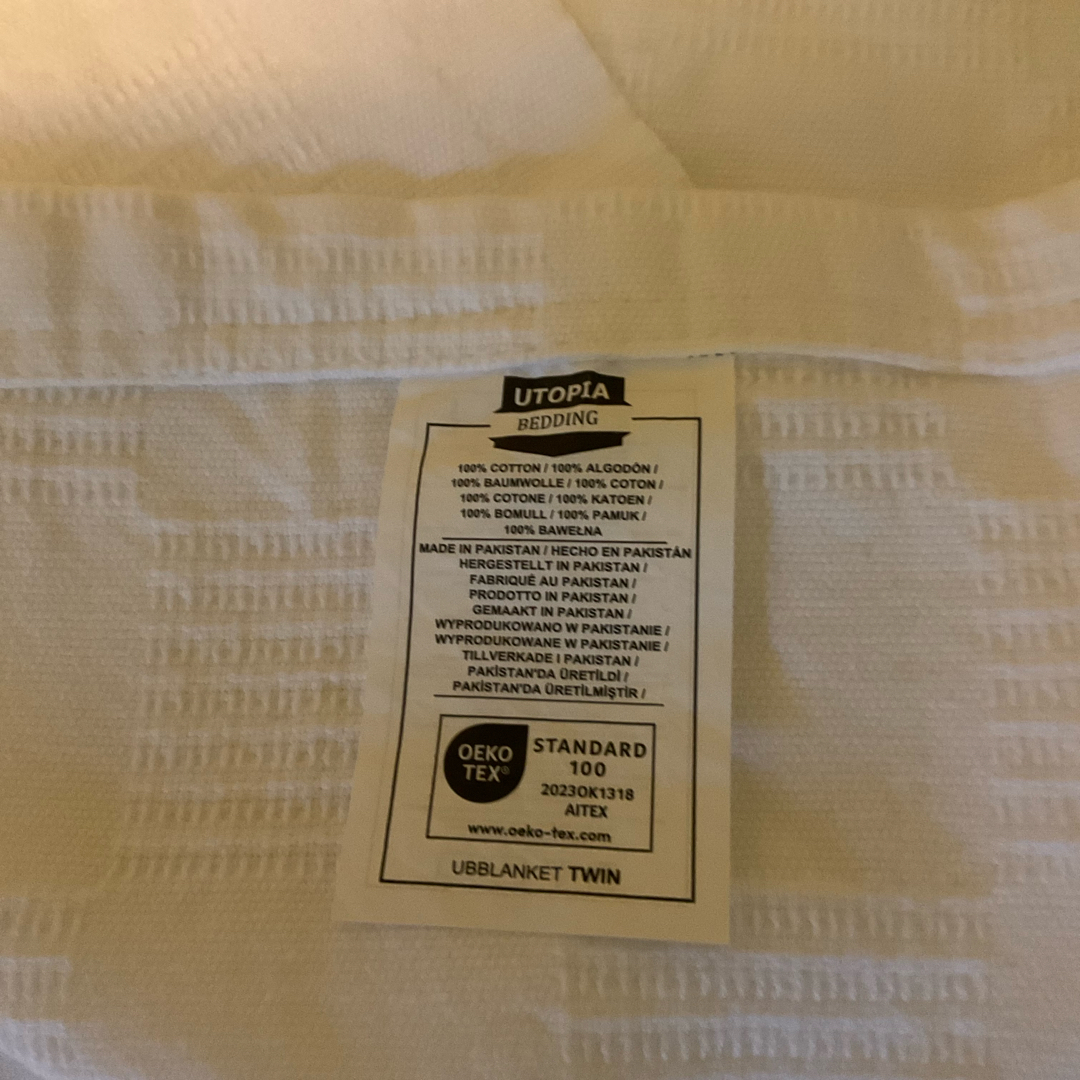 UTOPIA
BEDDING
100% COTTON / 100% ALGODÓN /
100% BAUMWOLLE / 100% COTON /
100% COTONE / 100% KATOEN /
100% BOMULL / 100% PAMUK /
100% BAWEŁNA
MADE IN PAKISTAN / HECHO EN PAKISTÁN
HERGESTELLT IN PAKISTAN /
FABRIQUÉ AU PAKISTAN /
PRODOTTO IN PAKISTAN /
GEMAAKT IN PAKISTAN /
WYPRODUKOWANO W PAKISTANIE /
WYPRODUKOWANE W PAKISTANIE /
TILLVERKADE I PAKISTAN /
PAKİSTAN'DA ÜRETİLDİ /
PAKİSTAN'DA ÜRETİLMİŞTİR /
OEKO
TEX®
STANDARD
100
2023OK1318
AITEX
www.oeko-tex.com
UBBLANKET TWIN